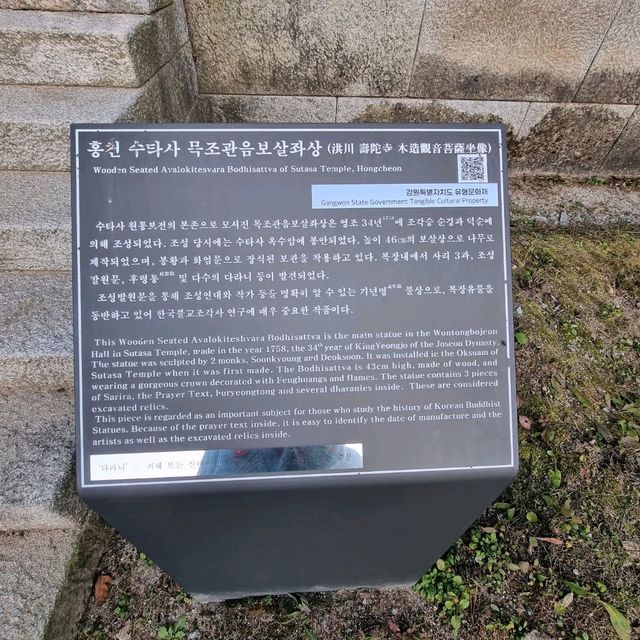 홍천 수타사 목조관음보살좌상 (洪川 壽陀寺 木造觀音菩薩坐像)
Wooden Seated Avalokitesvara Bodhisattva of Sutasa Temple, Hongcheon
강원특별자치도 유형문화재
Gangwon State Government Tangible Cultural Property
수타사 원통보전의 본존으로 모셔진 목조관음보살좌상은 영조 34년에 조각승 순경과 덕순에
의해 조성되었다. 조성 당시에는 수타사 옥수암에 봉안되었다. 높이 46㎝의 보살상으로 나무로
제작되었으며, 봉황과 화염문으로 장식된 보관을 착용하고 있다. 복장내에서 사리 3과, 조성
발원문, 후령통 및 다수의 다라니 등이 발견되었다.
조성발원문을 통해 조성연대와 작가 등을 명확히 알 수 있는 기년명 불상으로, 복장유물을
동반하고 있어 한국불교조각사 연구에 매우 중요한 작품이다.
This Wooden Seated Avalokiteshvara Bodhisattva is the main statue in the Wontongbojeon
Hall in Sutasa Temple, made in the year 1758, the 34th year of KingYeongjo of the Joseon Dynasty
The statue was sculpted by 2 monks, Soonkyoung and Deoksoon. It was installed in the Oksuam of
Sutasa Temple when it was first made. The Bodhisattva is 43cm high, made of wood, and
wearing a gorgeous crown decorated with Fenghuangs and flames. The statue contains 3 pieces
of Sarira, the Prayer Text, huryeongtong and several dharanics inside. These are considered
excavated relics.
This piece is regarded as an important subject for those who study the history of Korean Buddhist
Statues. Because of the prayer text inside, it is easy to identify the date of manufacture and the
artists as well as the excavated relics inside.
'다라니' : 지혜 또는